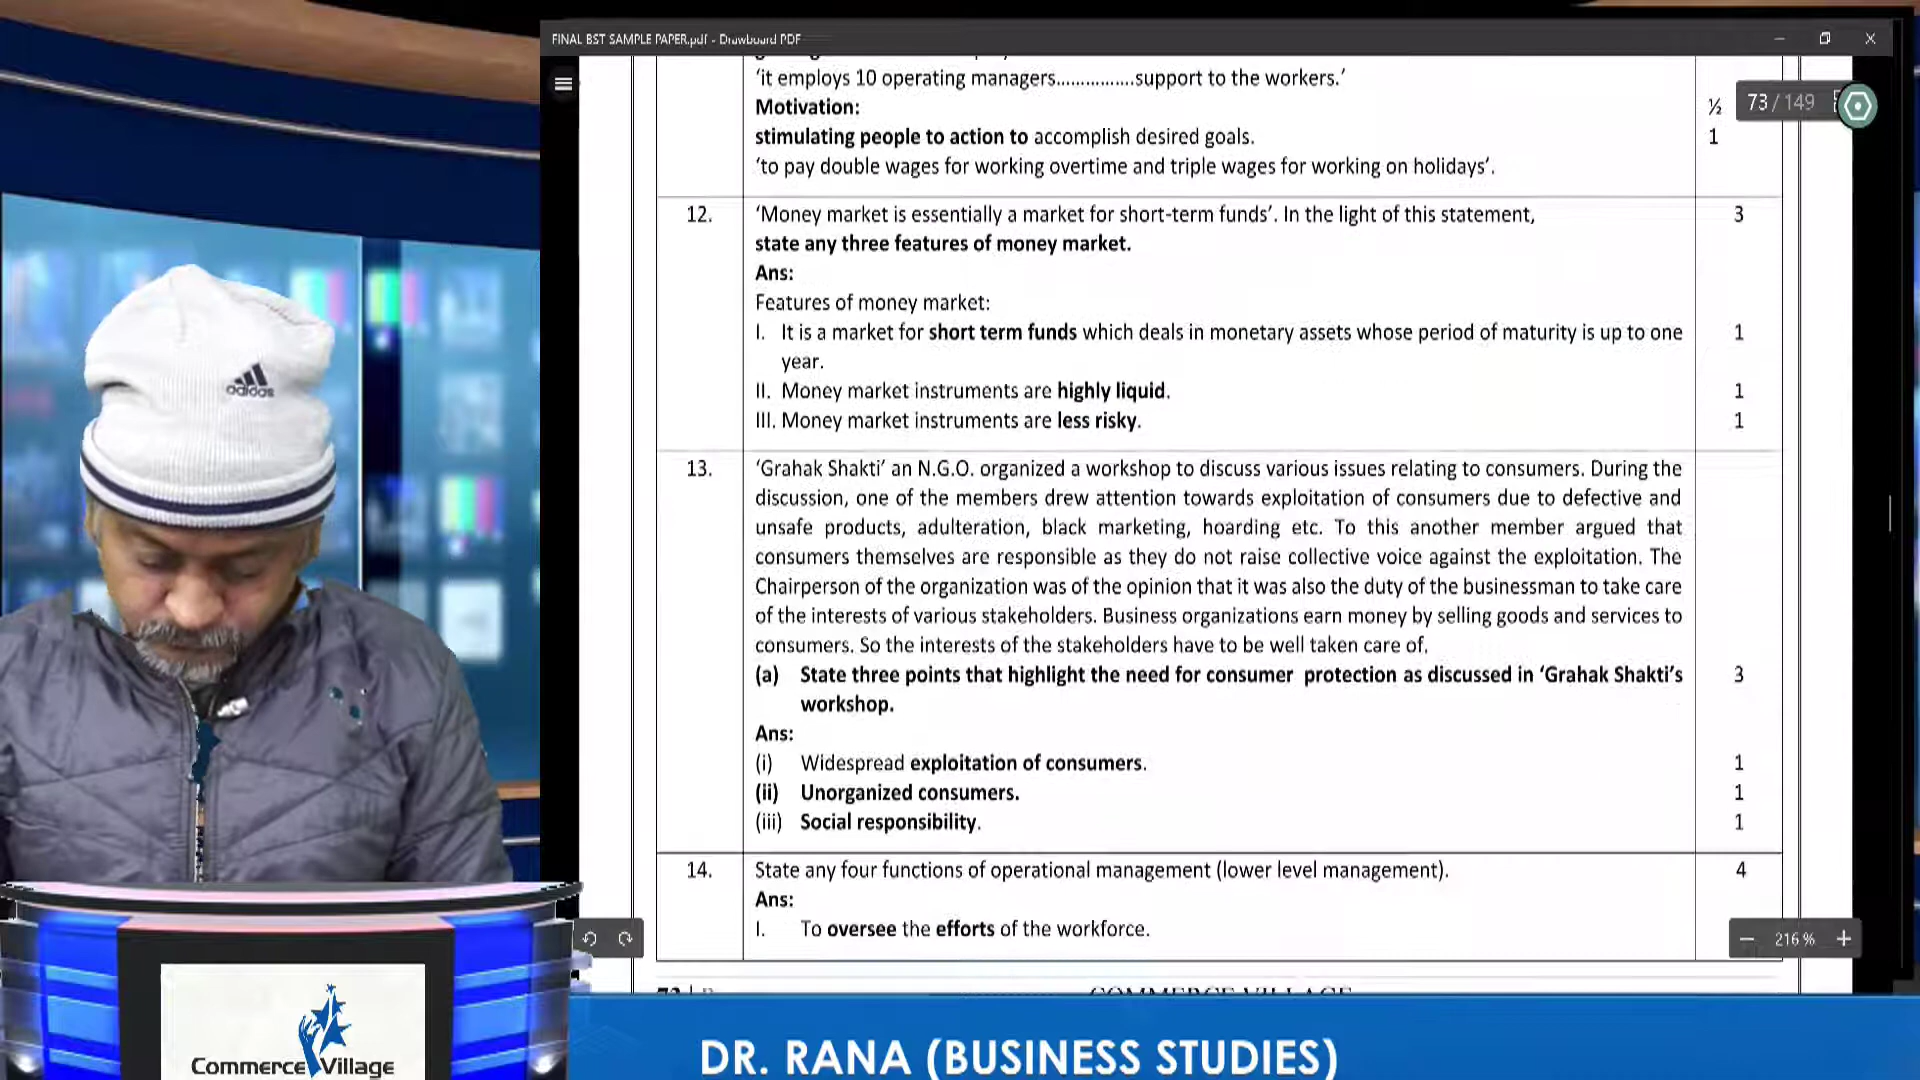 FINAL BST SAMPLE PAPER.pdf - Drawboard PDF
‘it employs 10 operating managers...............support to the workers.’
Motivation:
½
73 / 149
stimulating people to action to accomplish desired goals.
1
‘to pay double wages for working overtime and triple wages for working on holidays’.
12.
‘Money market is essentially a market for short-term funds’. In the light of this statement,
3
state any three features of money market.
Ans:
Features of money market:
I. It is a market for short term funds which deals in monetary assets whose period of maturity is up to one
1
year.
II. Money market instruments are highly liquid.
1
III. Money market instruments are less risky.
1
13.
‘Grahak Shakti’ an N.G.O. organized a workshop to discuss various issues relating to consumers. During the
discussion, one of the members drew attention towards exploitation of consumers due to defective and
unsafe products, adulteration, black marketing, hoarding etc. To this another member argued that
consumers themselves are responsible as they do not raise collective voice against the exploitation. The
Chairperson of the organization was of the opinion that it was also the duty of the businessman to take care
of the interests of various stakeholders. Business organizations earn money by selling goods and services to
consumers. So the interests of the stakeholders have to be well taken care of.
(a) State three points that highlight the need for consumer protection as discussed in ‘Grahak Shakti’s
3
workshop.
Ans:
(i) Widespread exploitation of consumers.
1
(ii) Unorganized consumers.
1
(iii) Social responsibility.
1
14.
State any four functions of operational management (lower level management).
4
Ans:
I. To oversee the efforts of the workforce.
216 %
COMMERCE VILLAGE
adidas
Commerce Village
DR. RANA (BUSINESS STUDIES)